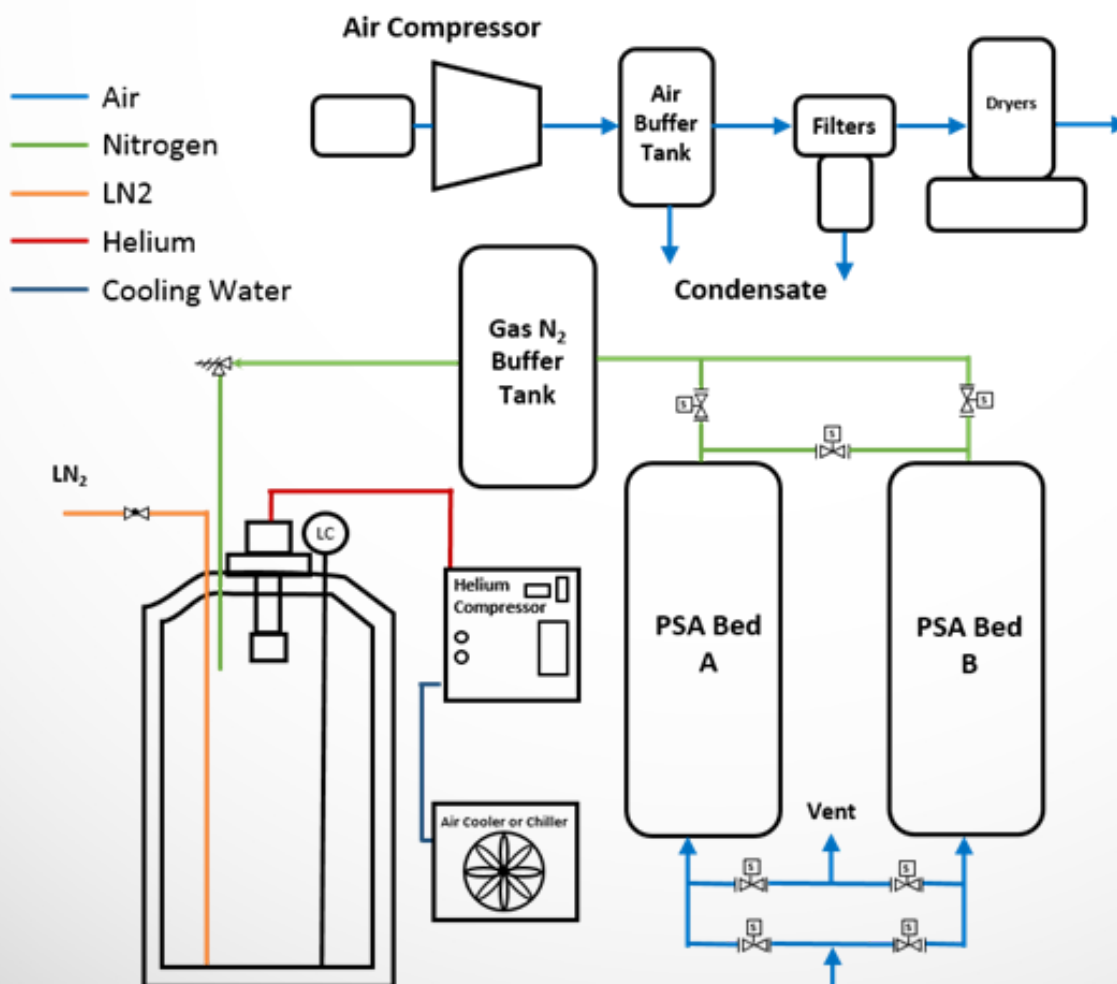 Air Compressor
Air
Nitrogen
LN2
Helium
Cooling Water
Air
Buffer
Tank
Filters
Dryers
Condensate
Gas N₂
Buffer
Tank
S
S
S
LN₂
LC
Helium
Compressor
PSA Bed
A
PSA Bed
B
Air Cooler or Chiller
Vent
S
S
S
S